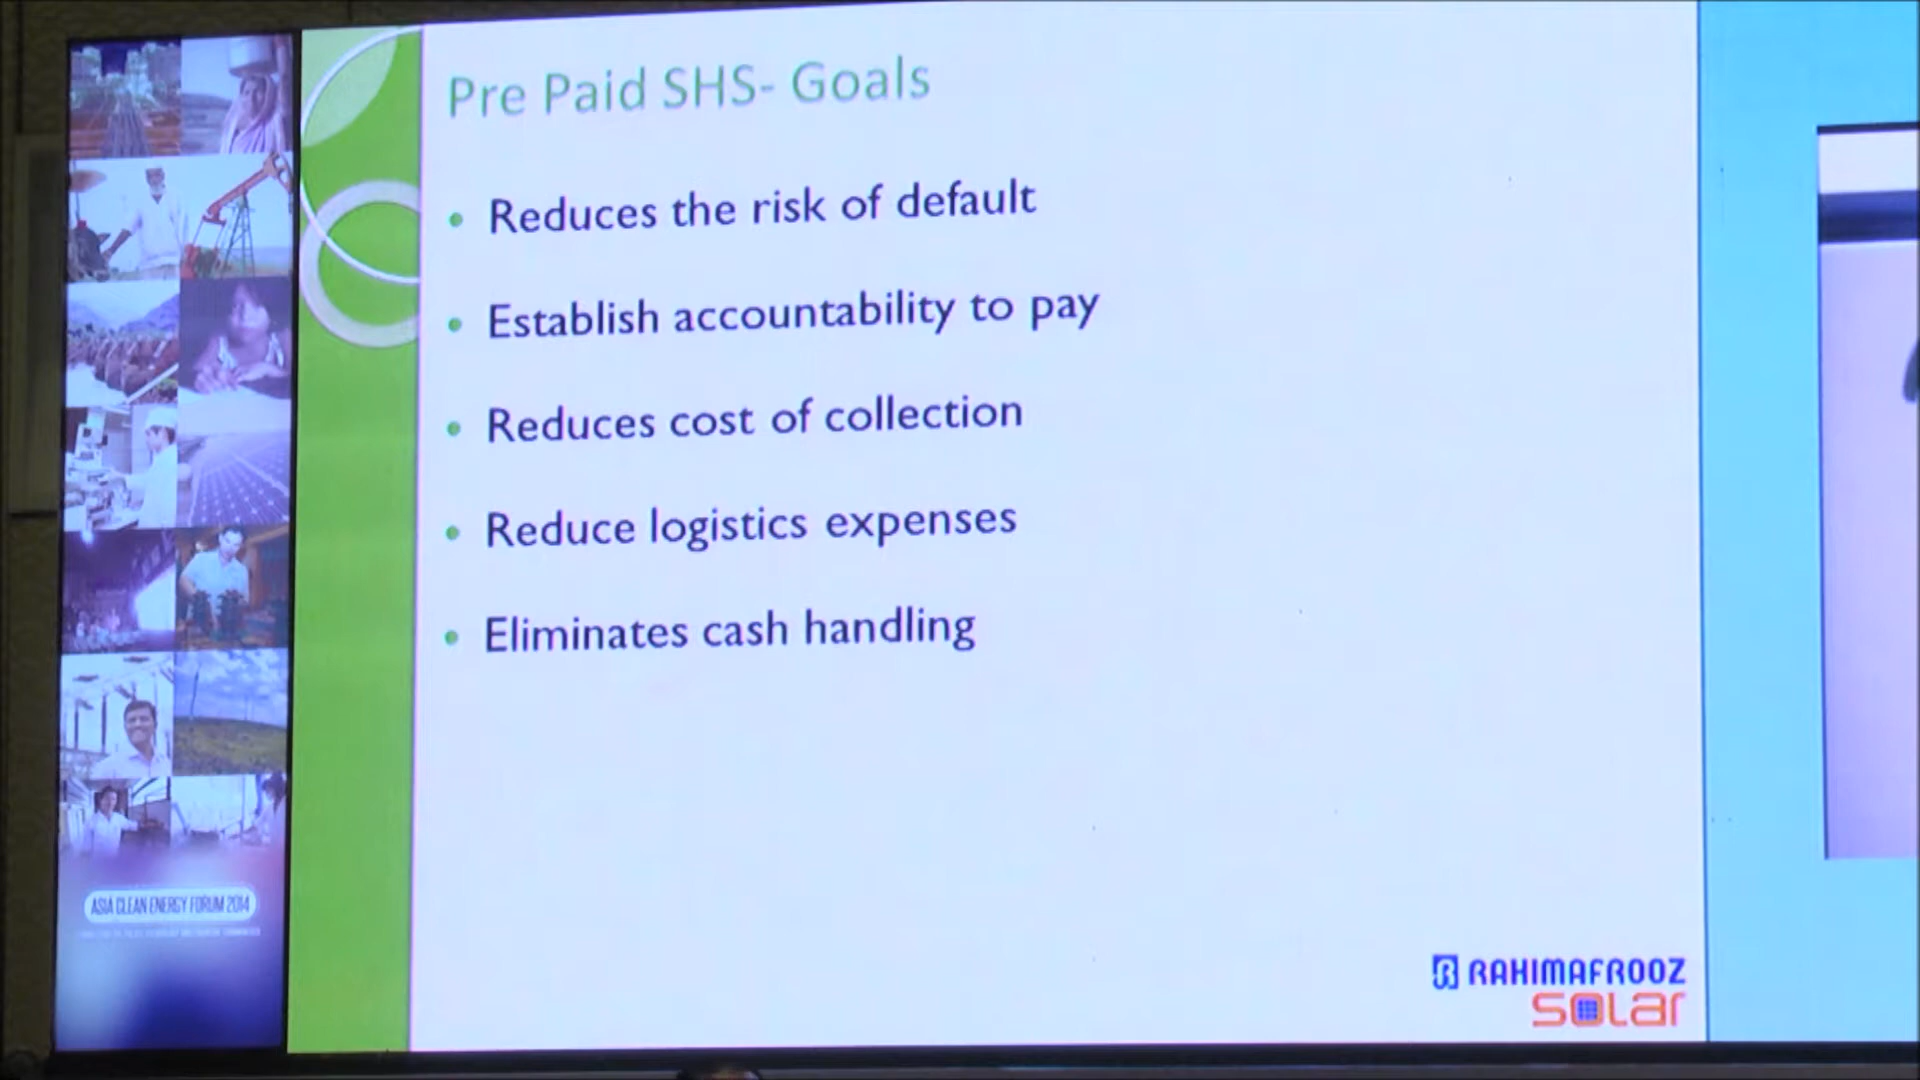 Pre Paid SHS- Goals
• Reduces the risk of default
• Establish accountability to pay
• Reduces cost of collection
• Reduce logistics expenses
• Eliminates cash handling
ASIA CLEAN ENERGY FORUM 2014
RAHIMAFROOZ
SOLAR